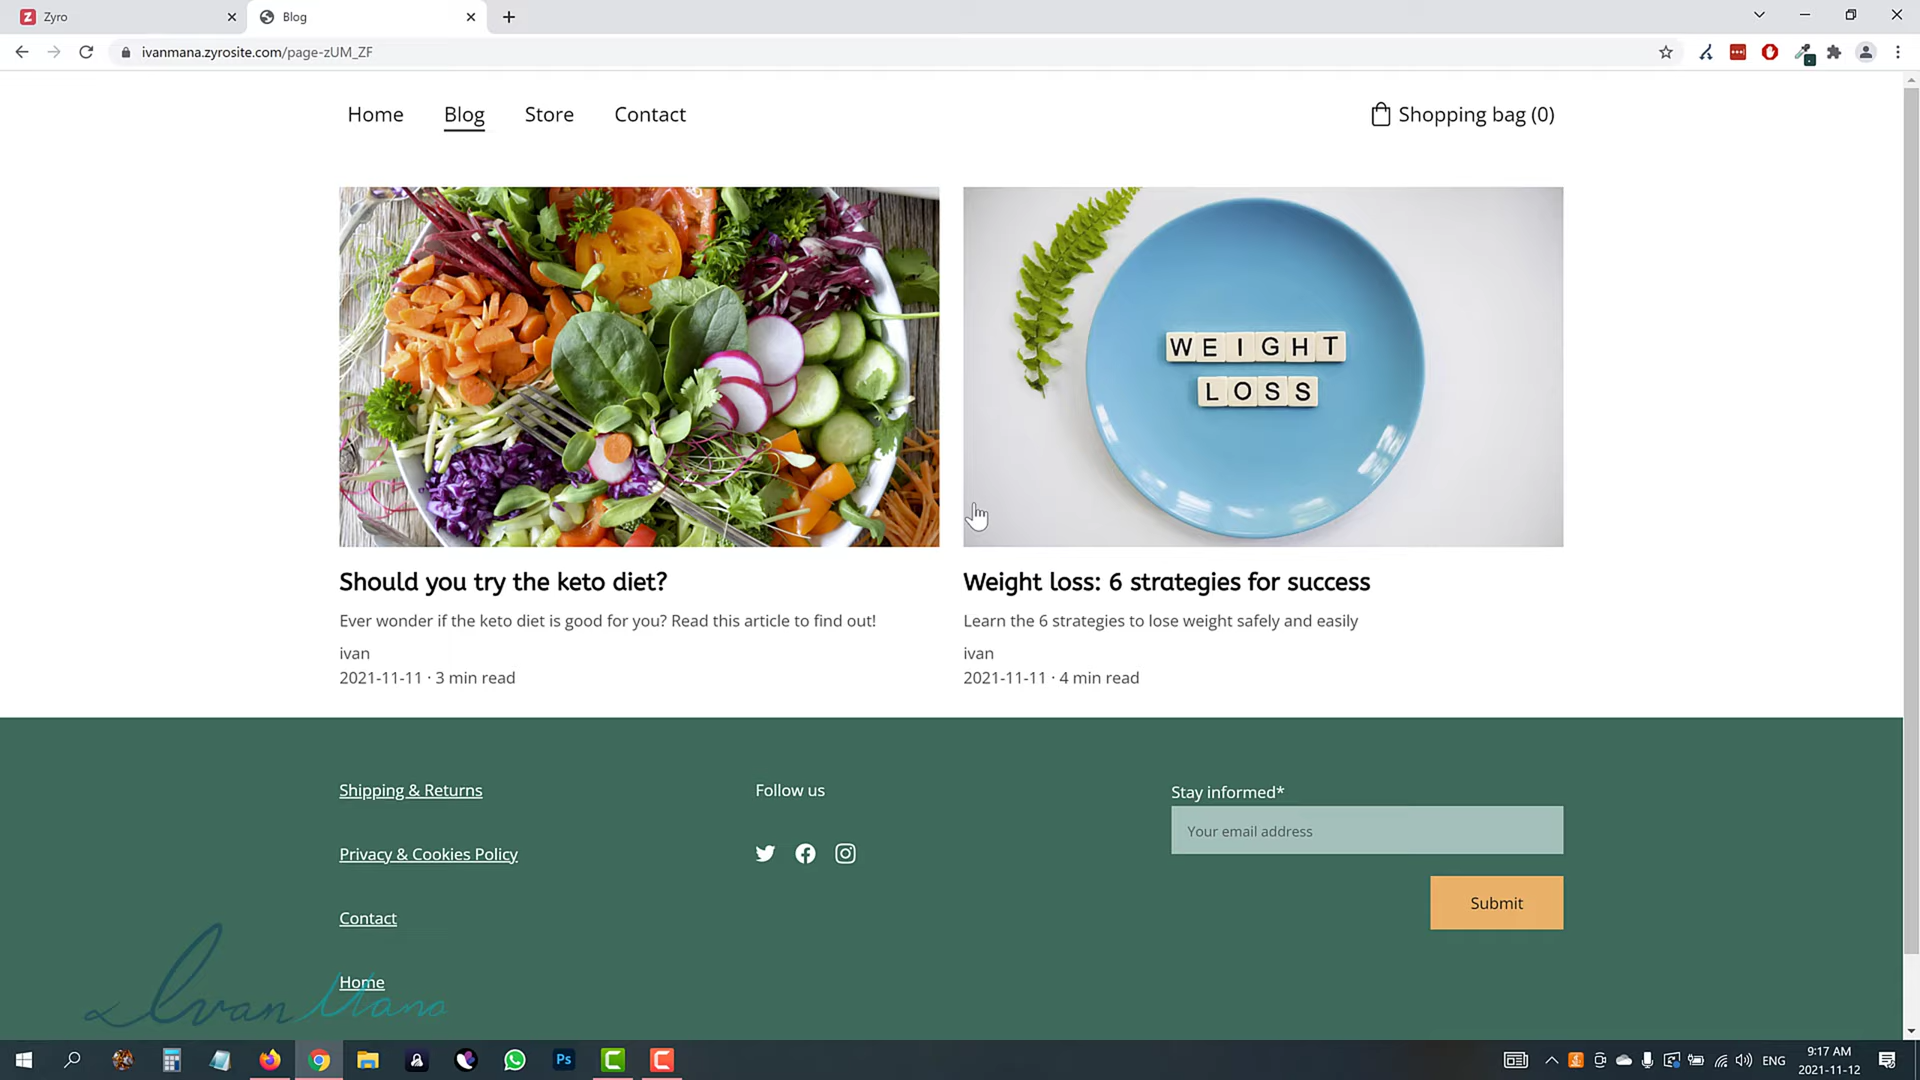 Zyro
Blog
ivanmana.zyrosite.com/page-zUM_ZF
Home
Blog
Store
Contact
Shopping bag (0)
WEIGHT
LOSS
Should you try the keto diet?
Ever wonder if the keto diet is good for you? Read this article to find out!
ivan
2021-11-11 · 3 min read
Weight loss: 6 strategies for success
Learn the 6 strategies to lose weight safely and easily
ivan
2021-11-11 · 4 min read
Shipping & Returns
Privacy & Cookies Policy
Contact
Home
Follow us
Stay informed*
Your email address
Submit
Ivan Mana
Ps
ENG
9:17 AM
2021-11-12